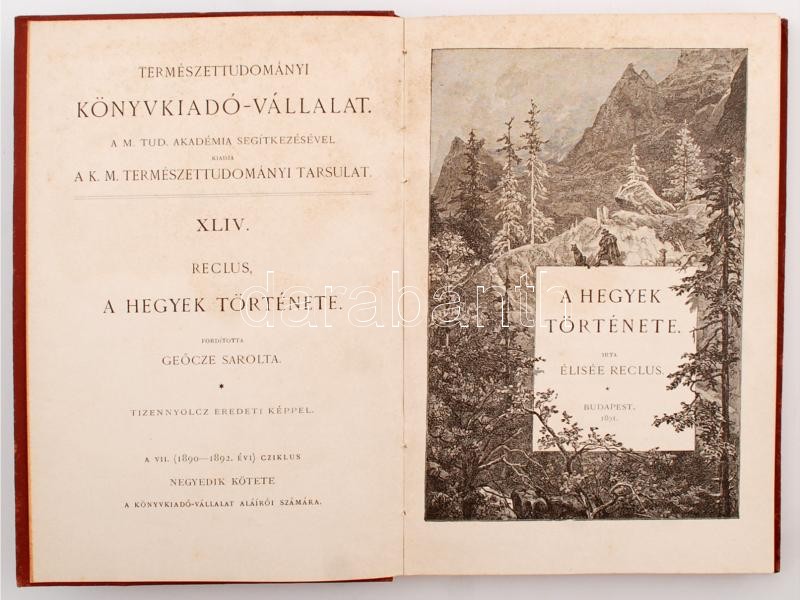 TERMÉSZETTUDOMÁNYI
KÖNYVKIADÓ-VÁLLALAT.
A M. TUD. AKADÉMIA SEGÍTKEZÉSÉVEL
KIADJA
A K. M. TERMÉSZETTUDOMÁNYI TARSULAT.
XLIV.
RECLUS,
A HEGYEK TÖRTÉNETE.
FORDÍTOTTA
GEŐCZE SAROLTA.
*
TIZENNYOLCZ EREDETI KÉPPEL.
A VII. (1890—1892. ÉVI) CZIKLUS
NEGYEDIK KÖTETE
A KÖNYVKIADÓ-VÁLLALAT ALÁÍRÓI SZÁMÁRA.
A HEGYEK
TÖRTÉNETE.
IRTA
ÉLISÉE RECLUS.
*
BUDAPEST,
1891.
darabanth